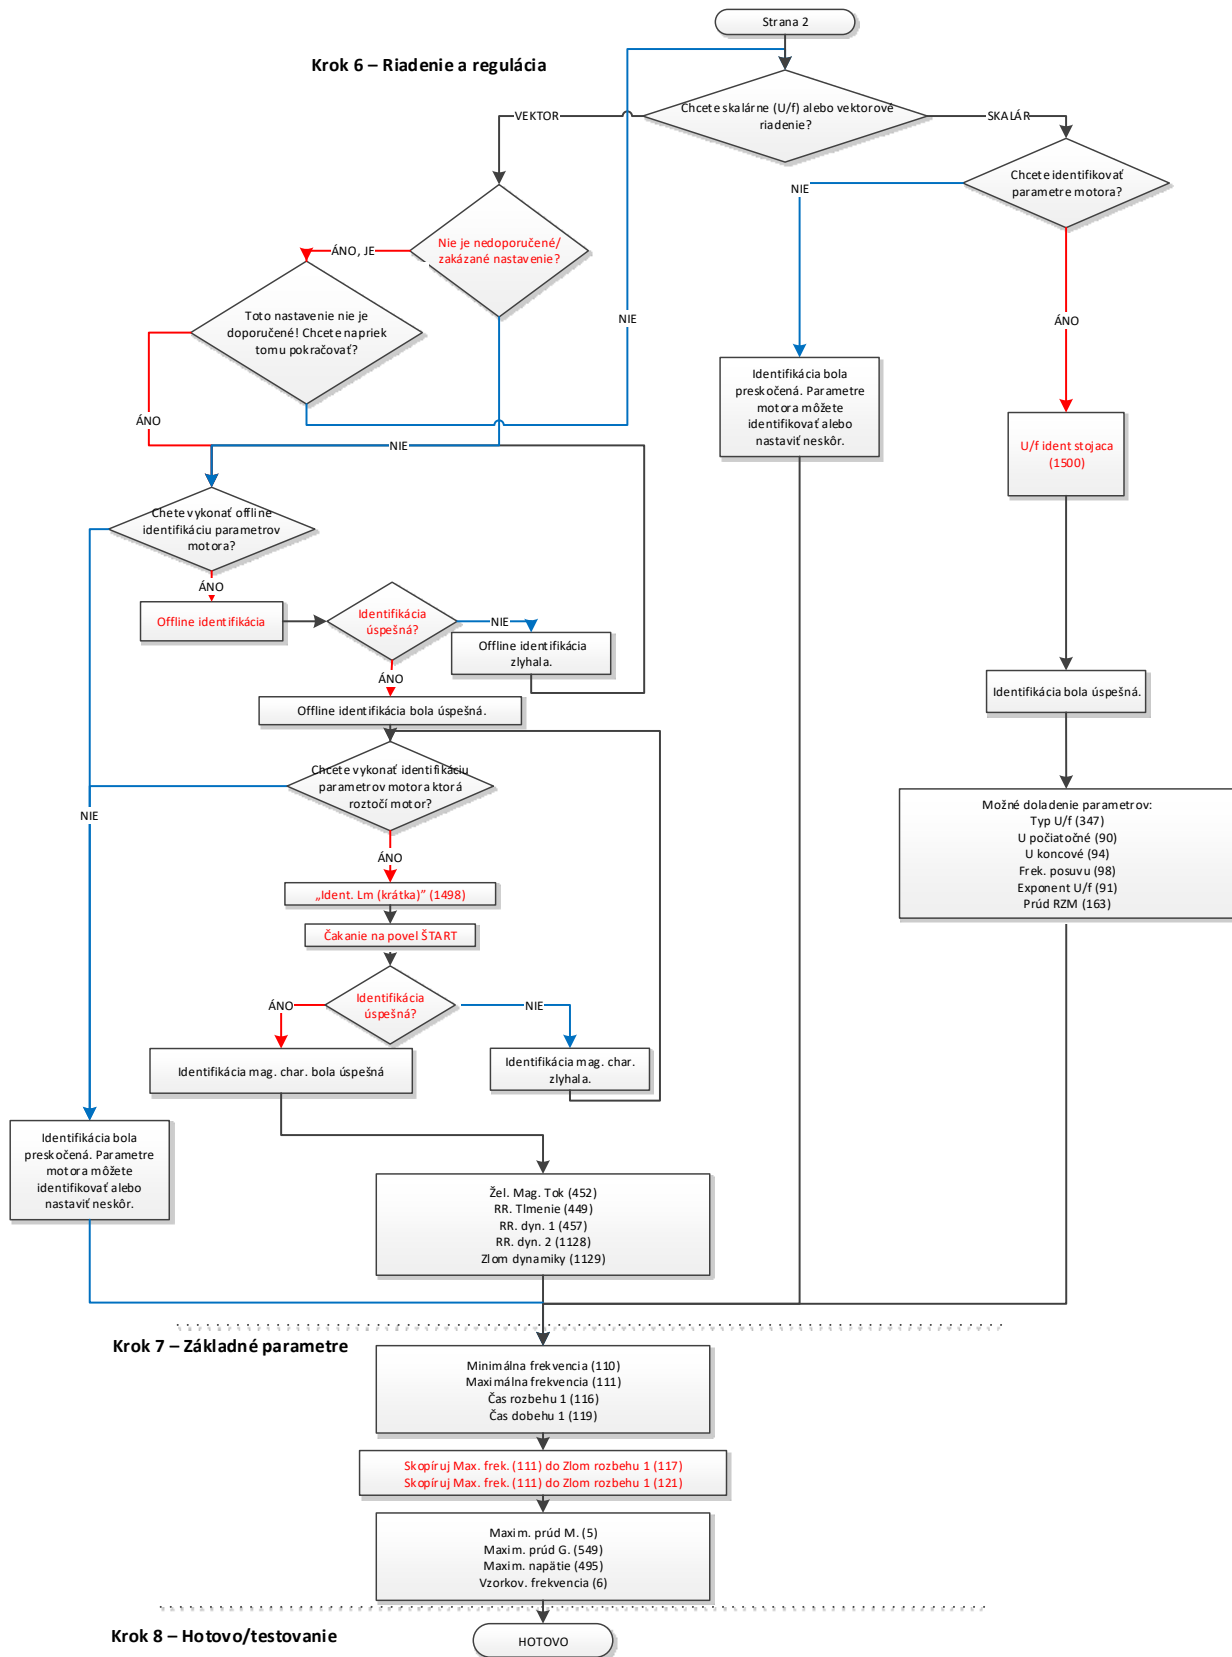 Strana 2
Krok 6 – Riadenie a regulácia
Chcete skalárne (U/f) alebo vektorové
riadenie?
VEKTOR
SKALÁR
Chcete identifikovať
parametre motora?
NIE
Nie je nedoporučené/
zakázané nastavenie?
ÁNO, JE
Toto nastavenie nie je
doporučené! Chcete napriek
tomu pokračovať?
NIE
ÁNO
Identifikácia bola
preskočená. Parametre
motora môžete
identifikovať alebo
nastaviť neskôr.
ÁNO
NIE
U/f ident stojaca
(1500)
Chete vykonať offline
identifikáciu parametrov
motora?
ÁNO
Offline identifikácia
Identifikácia
úspešná?
NIE
Offline identifikácia
zlyhala.
ÁNO
Offline identifikácia bola úspešná.
Identifikácia bola úspešná.
Chcete vykonať identifikáciu
parametrov motora ktorá
roztočí motor?
NIE
Možné doladenie parametrov:
Typ U/f (347)
U počiatočné (90)
U koncové (94)
Frek. posuvu (98)
Exponent U/f (91)
Prúd RZM (163)
ÁNO
„Ident. Lm (krátka)” (1498)
Čakanie na povel ŠTART
Identifikácia
úspešná?
ÁNO
NIE
Identifikácia mag. char. bola úspešná
Identifikácia mag. char.
zlyhala.
Identifikácia bola
preskočená. Parametre
motora môžete
identifikovať alebo
nastaviť neskôr.
Žel. Mag. Tok (452)
RR. Tlmenie (449)
RR. dyn. 1 (457)
RR. dyn. 2 (1128)
Zlom dynamiky (1129)
Krok 7 – Základné parametre
Minimálna frekvencia (110)
Maximálna frekvencia (111)
Čas rozbehu 1 (116)
Čas dobehu 1 (119)
Skopíruj Max. frek. (111) do Zlom rozbehu 1 (117)
Skopíruj Max. frek. (111) do Zlom rozbehu 1 (121)
Maxim. prúd M. (5)
Maxim. prúd G. (549)
Maxim. napätie (495)
Vzorkov. frekvencia (6)
Krok 8 – Hotovo/testovanie
HOTOVO